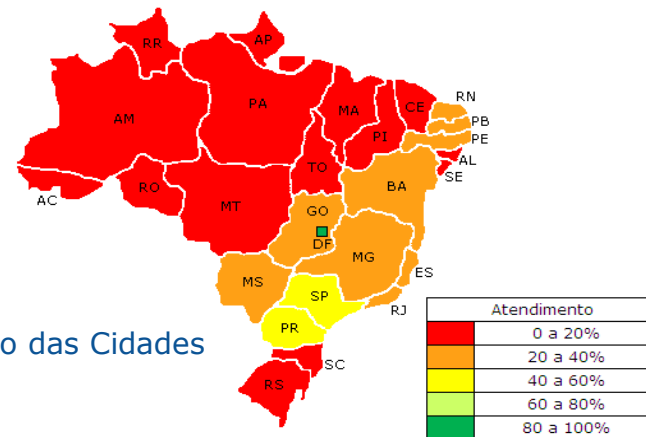 RR
AP
AM
PA
MA
CE
RN
PB
PE
PI
AL
SE
TO
AC
RO
MT
BA
GO
DF
MG
ES
MS
SP
RJ
PR
SC
RS
o das Cidades
Atendimento
0 a 20%
20 a 40%
40 a 60%
60 a 80%
80 a 100%